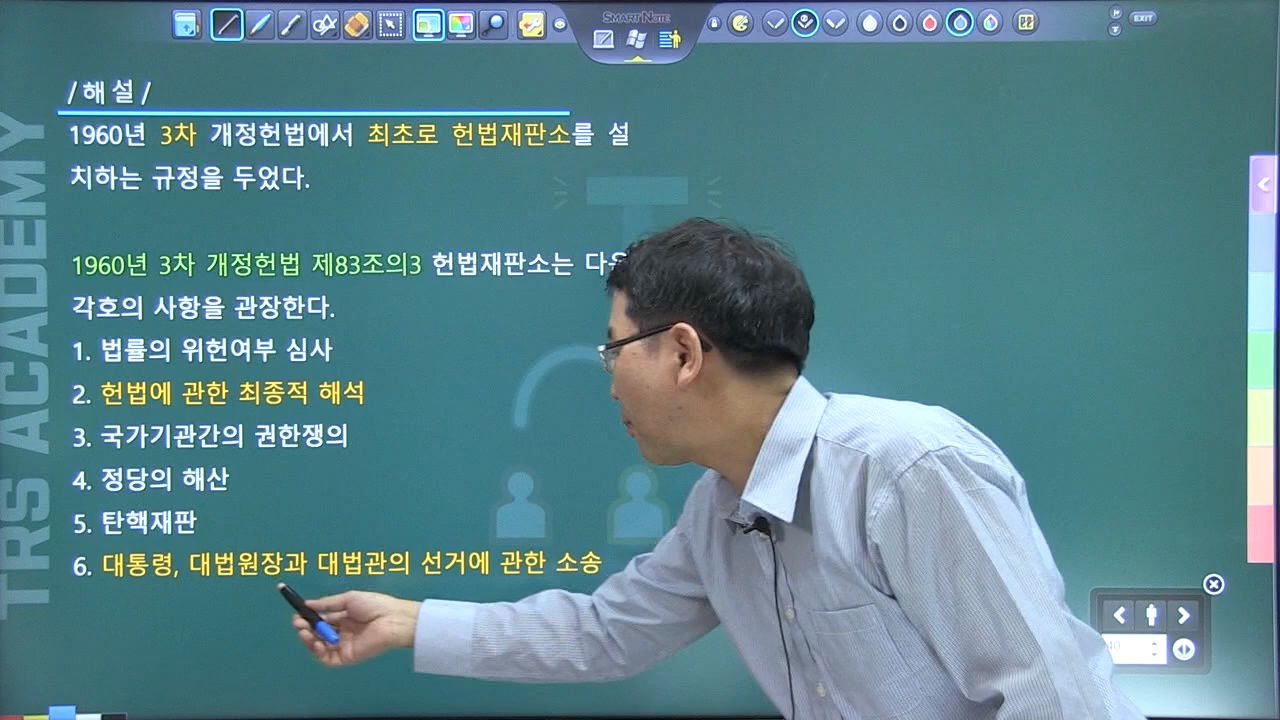 SMART NOTE
EXIT
/ 해 설 /
1960년 3차 개정헌법에서 최초로 헌법재판소를 설
치하는 규정을 두었다.
1960년 3차 개정헌법 제83조의3 헌법재판소는
각호의 사항을 관장한다.
1. 법률의 위헌여부 심사
2. 헌법에 관한 최종적 해석
3. 국가기관간의 권한쟁의
4. 정당의 해산
5. 탄핵재판
6. 대통령, 대법원장과 대법관의 선거에 관한 소송
TRS ACADEMY
40